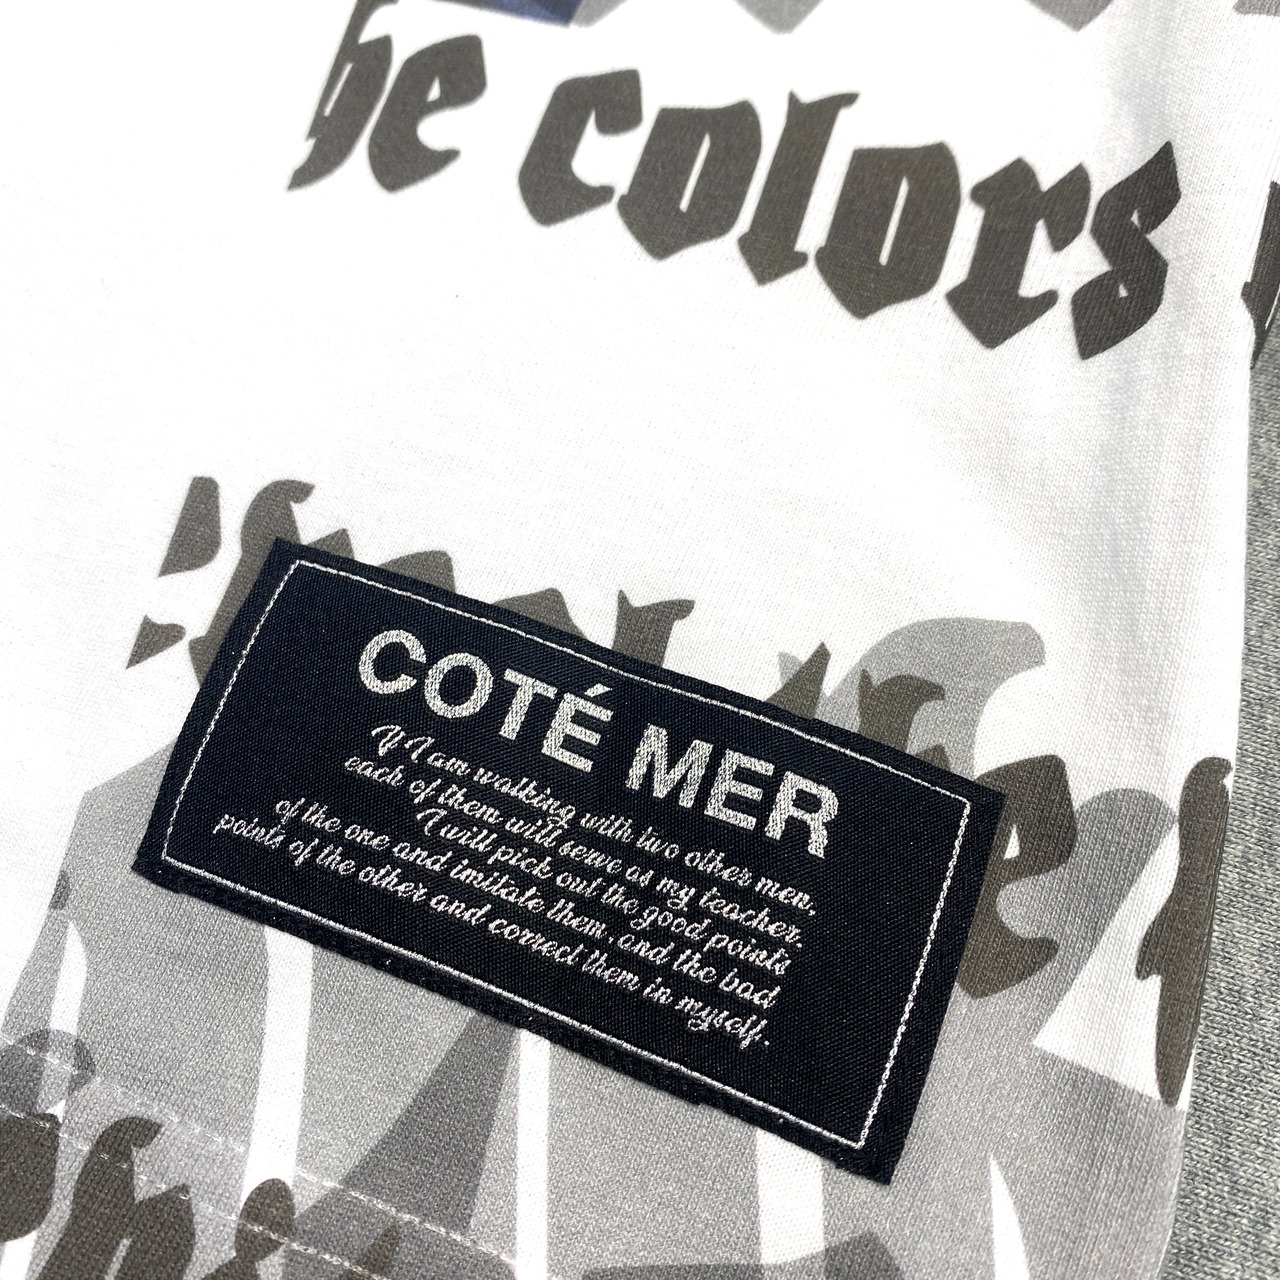 he colors
COTÉ MER
If I am walking with two other men,
each of them will serve as my teacher.
I will pick out the good points
of the one and imitate them, and the bad
points of the other and correct them in myself.